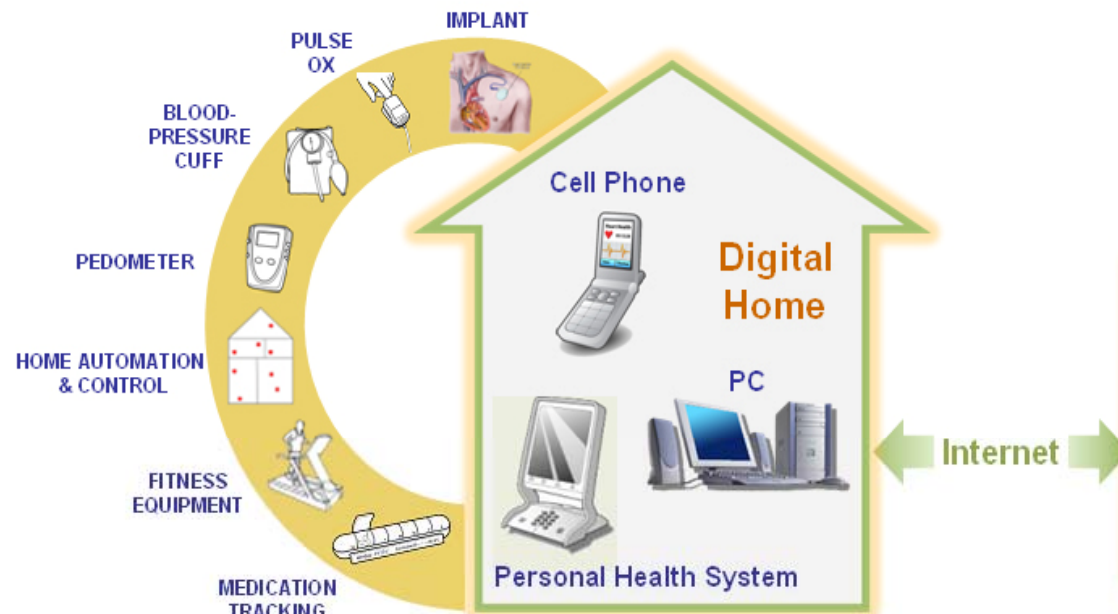 IMPLANT
PULSE
OX
BLOOD-
PRESSURE
CUFF
PEDOMETER
HOME AUTOMATION
& CONTROL
FITNESS
EQUIPMENT
MEDICATION
TRACKING
Cell Phone
Digital
Home
PC
Personal Health System
Internet